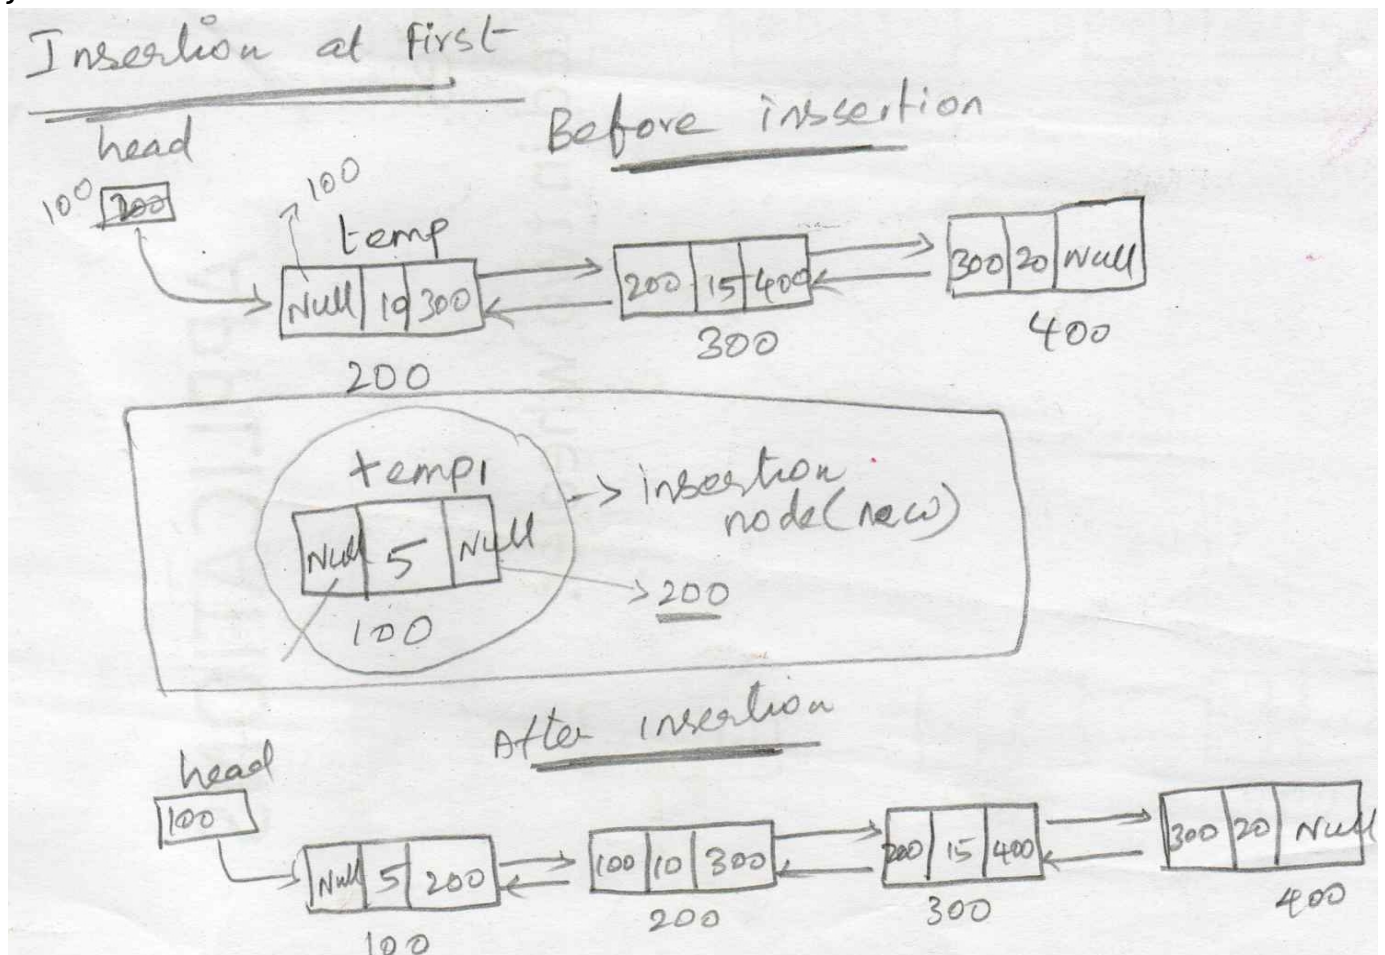 Insertion at first
Before inssertion
head
100 200
100
temp
Null 10 300
200 15 400
300 20 Null
200
300
400
temp1
Null 5 Null
100
-> insertion
node (new)
200
After insertion
head
100
Null 5 200
100 10 300
200 15 400
300 20 Null
100
200
300
400